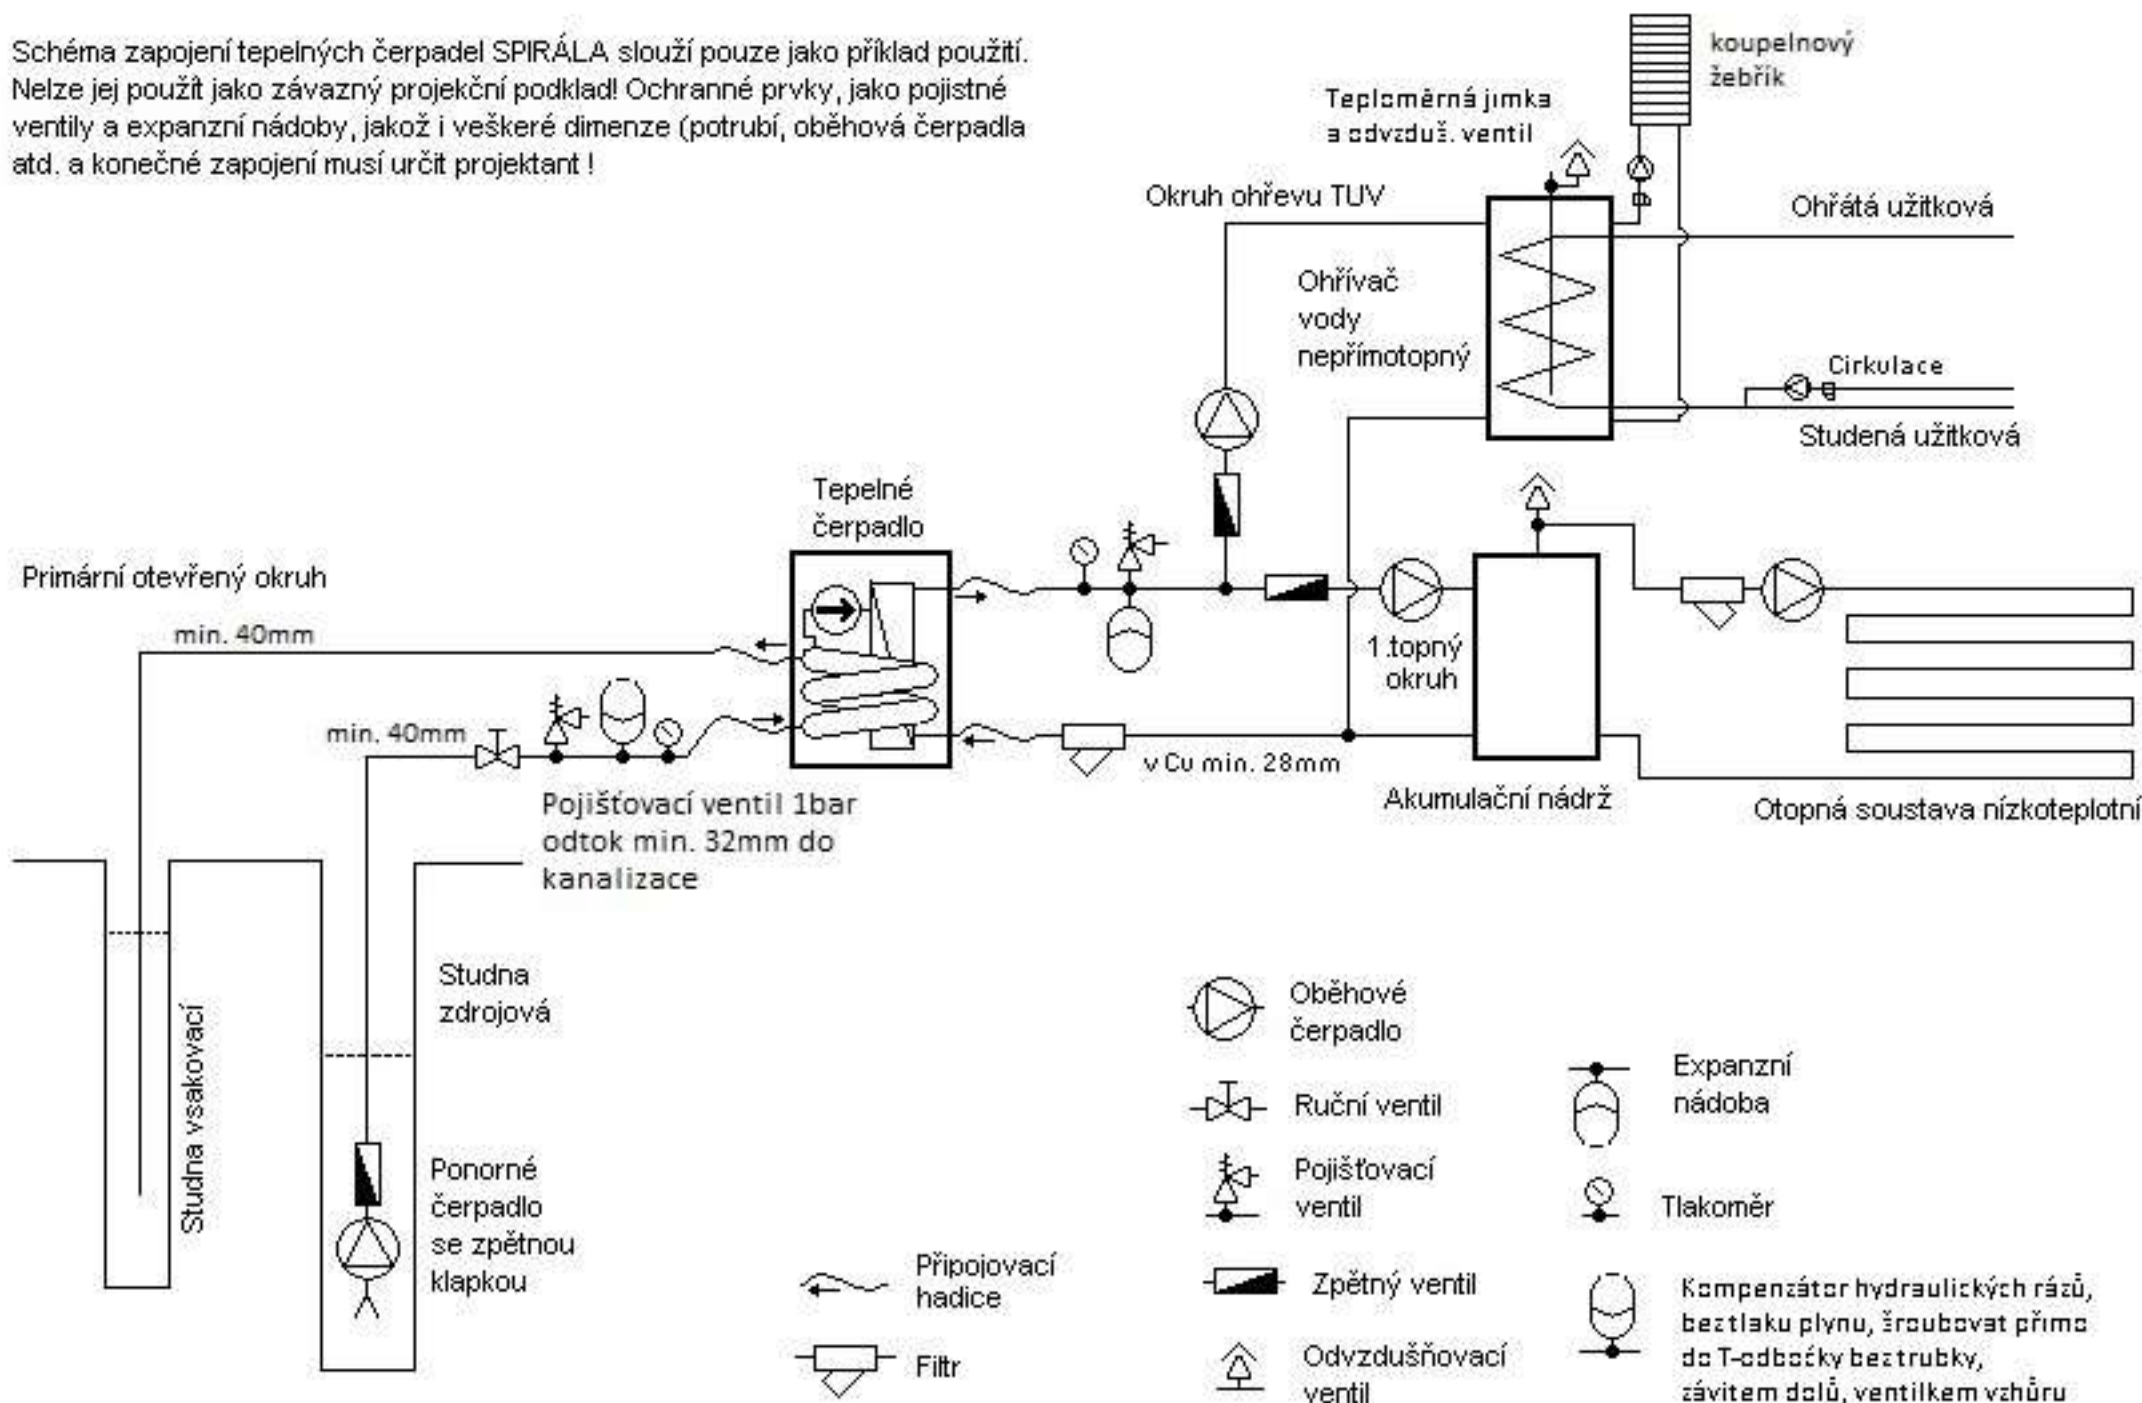 Schéma zapojení tepelných čerpadel SPIRÁLA slouží pouze jako příklad použití.
Nelze jej použít jako závazný projekční podklad! Ochranné prvky, jako pojistné
ventily a expanzní nádoby, jakož i veškeré dimenze (potrubí, oběhová čerpadla
atd. a konečné zapojení musí určit projektant !
koupelnový
žebřík
Teploměrná jímka
a odvzduš. ventil
Okruh ohřevu TUV
Ohřátá užitková
Ohřívač
vody
nepřímotopný
Cirkulace
Studená užitková
Tepelné
čerpadlo
Primární otevřený okruh
min. 40mm
min. 40mm
1.topný
okruh
v Cu min. 28mm
Akumulační nádrž
Otopná soustava nízkoteplotní
Pojišťovací ventil 1bar
odtok min. 32mm do
kanalizace
Studna
zdrojová
Studna vsakovací
Ponorné
čerpadlo
se zpětnou
klapkou
Připojovací
hadice
Filtr
Oběhové
čerpadlo
Ruční ventil
Pojišťovací
ventil
Zpětný ventil
Odvzdušňovací
ventil
Expanzní
nádoba
Tlakoměr
Kompenzátor hydraulických rázů,
bez tlaku plynu, šroubovat přímo
do T-odbočky bez trubky,
závitem dolů, ventilkem vzhůru